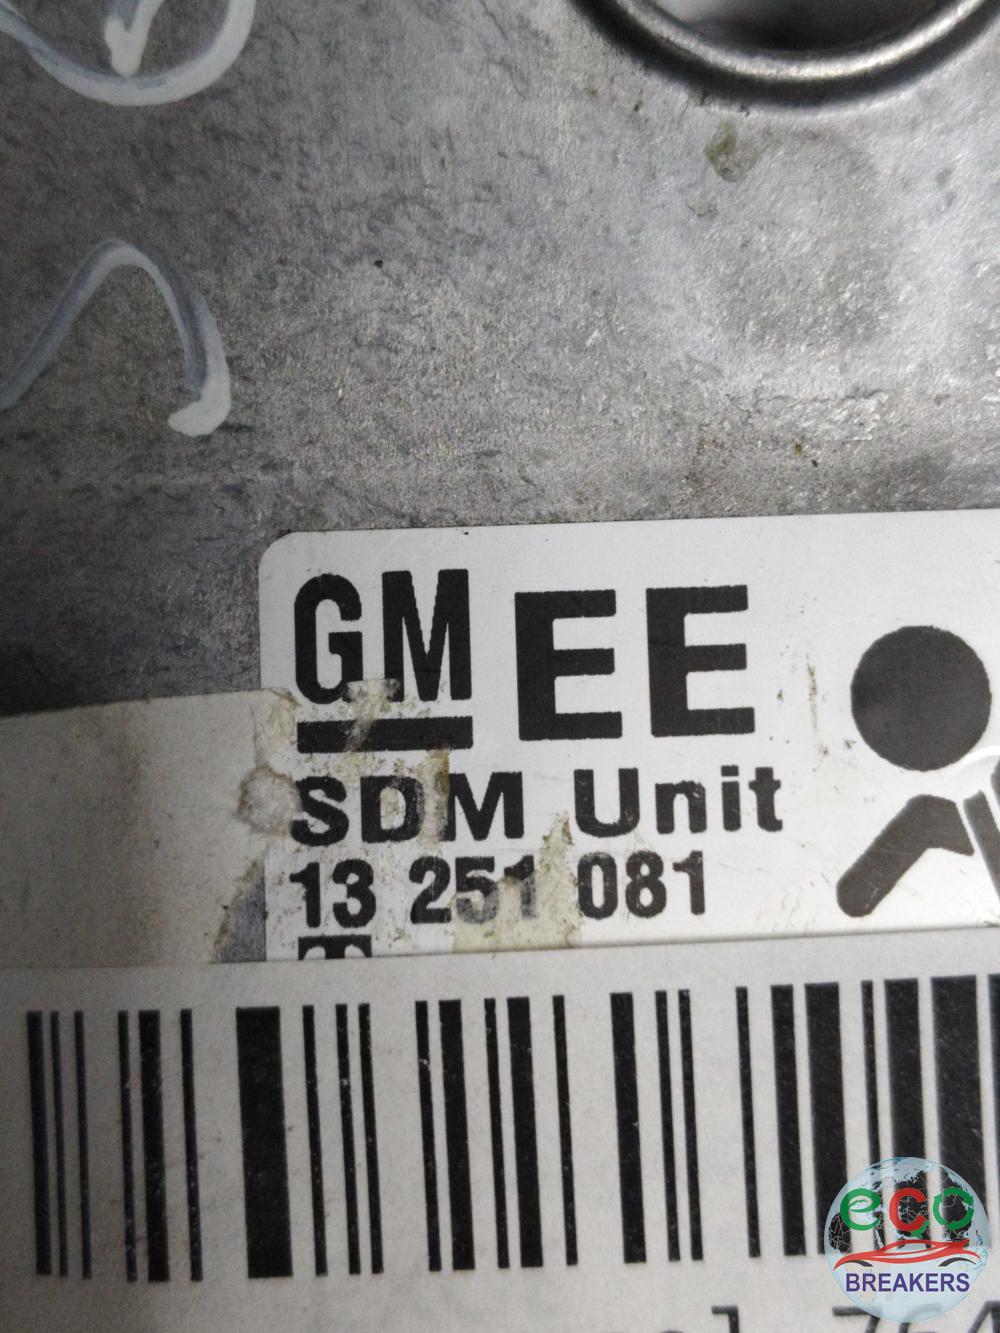 GM EE
SDM Unit
13 251 081
eco
BREAKERS